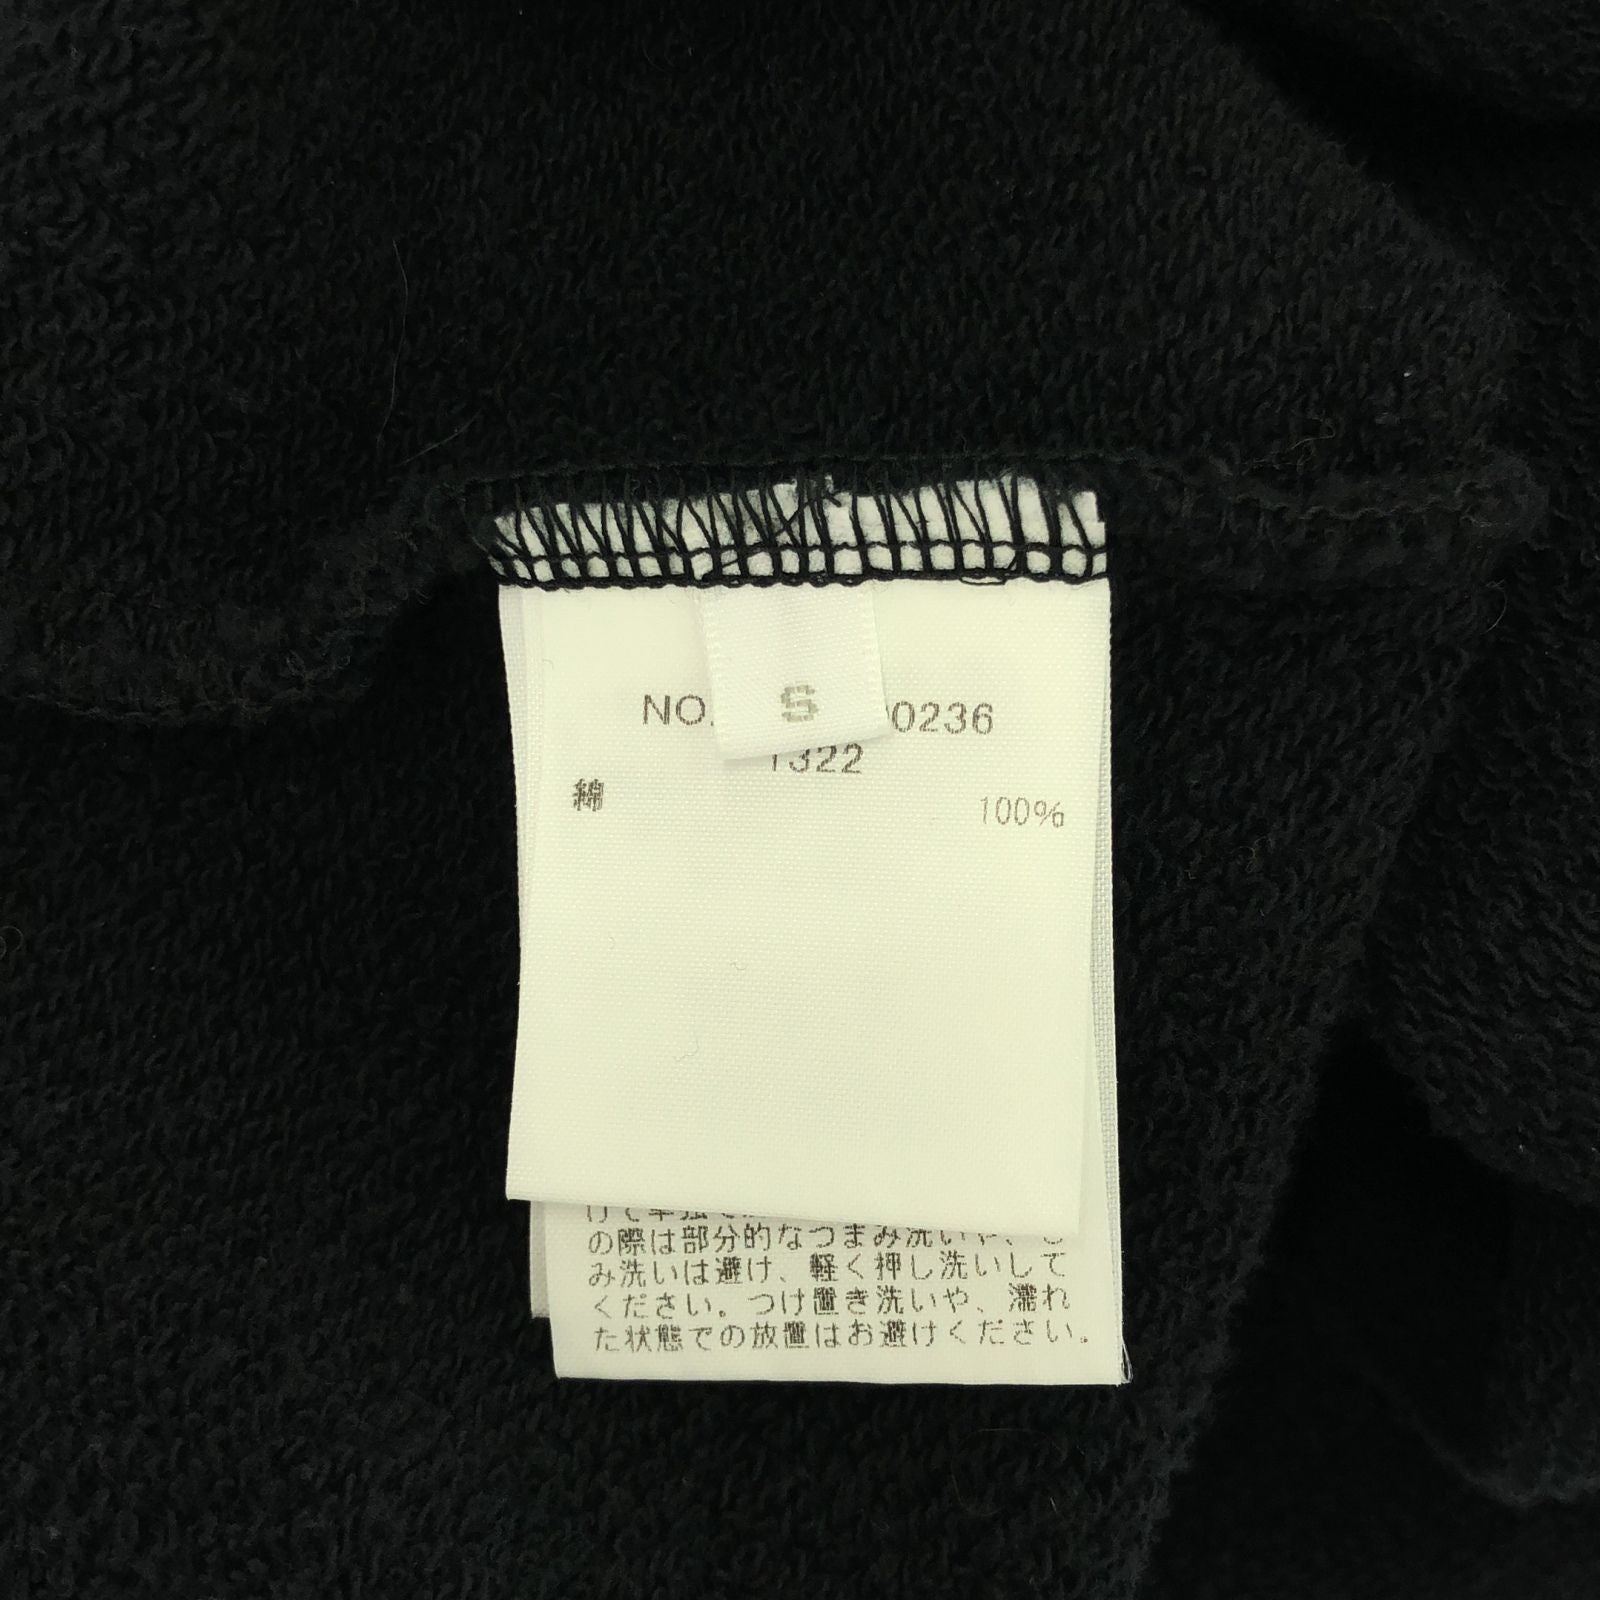 S
NO. 0236
1322
綿 100%
の際は部分的なつまみ洗いや、も
み洗いは避け、軽く押し洗いして
ください。つけ置き洗いや、濡れ
た状態での放置はお避けください。